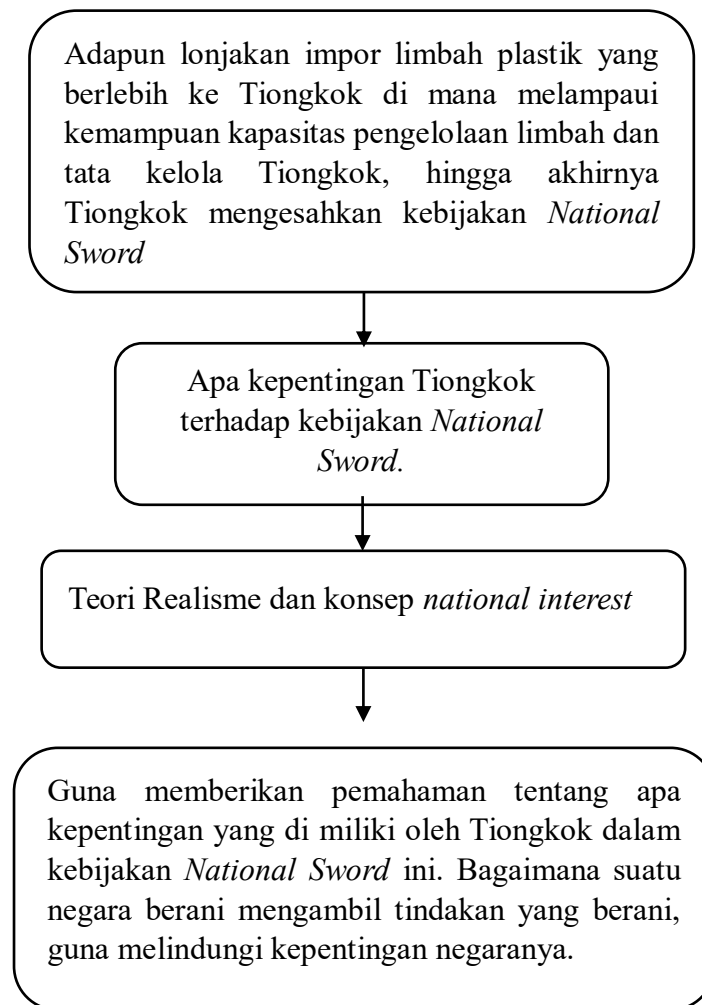 Adapun lonjakan impor limbah plastik yang
berlebih ke Tiongkok di mana melampaui
kemampuan kapasitas pengelolaan limbah dan
tata kelola Tiongkok, hingga akhirnya
Tiongkok mengesahkan kebijakan National
Sword
Apa kepentingan Tiongkok
terhadap kebijakan National
Sword.
Teori Realisme dan konsep national interest
Guna memberikan pemahaman tentang apa
kepentingan yang di miliki oleh Tiongkok dalam
kebijakan National Sword ini. Bagaimana suatu
negara berani mengambil tindakan yang berani,
guna melindungi kepentingan negaranya.